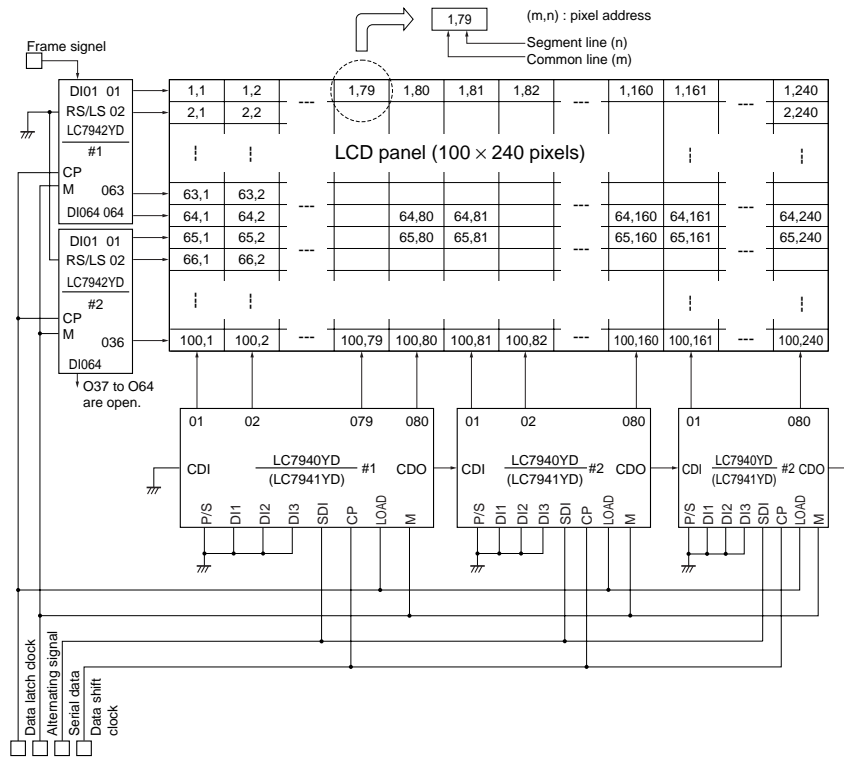 1,79
(m,n) : pixel address
Segment line (n)
Common line (m)
Frame signel
DI01 01
RS/LS 02
LC7942YD
#1
CP
M 063
DI064 064
DI01 01
RS/LS 02
LC7942YD
#2
CP
M
036
DI064
O37 to O64
are open.
1,1 1,2 --- 1,79 1,80 1,81 1,82 --- 1,160 1,161 --- 1,240
2,1 2,2 2,240
LCD panel (100 × 240 pixels)
63,1 63,2
64,1 64,2 --- 64,80 64,81 --- 64,160 64,161 --- 64,240
65,1 65,2 65,80 65,81 65,160 65,161 65,240
66,1 66,2
100,1 100,2 --- 100,79 100,80 100,81 100,82 --- 100,160 100,161 --- 100,240
01 02 079 080
CDI LC7940YD (LC7941YD) #1 CDO
P/S DI1 DI2 DI3 SDI CP LOAD M
01 02 080
CDI LC7940YD (LC7941YD) #2 CDO
P/S DI1 DI2 DI3 SDI CP LOAD M
01 080
CDI LC7940YD (LC7941YD) #2 CDO
P/S DI1 DI2 DI3 SDI CP LOAD M
Data latch clock
Alternating signal
Serial data
Data shift
clock